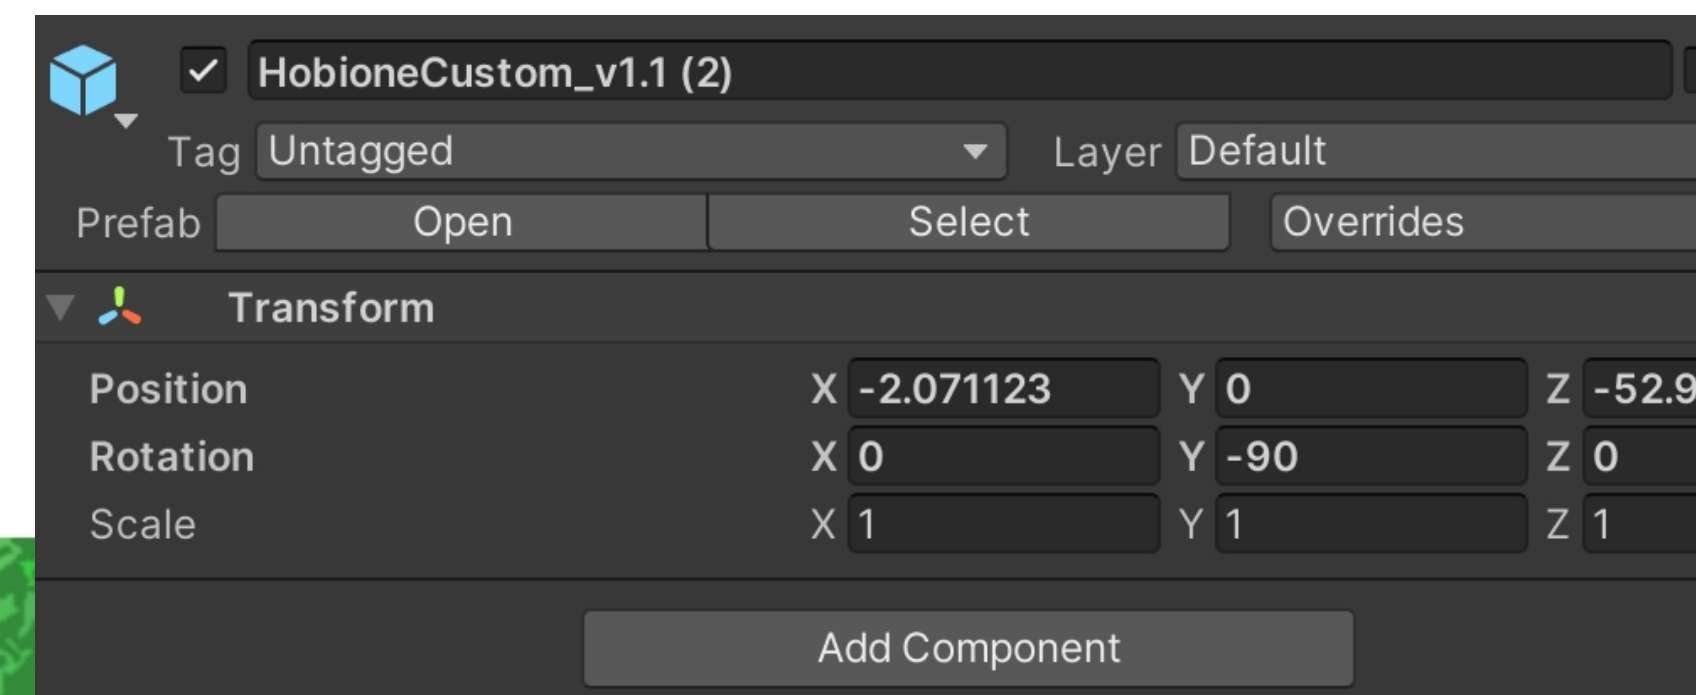 HobioneCustom_v1.1 (2)
Tag Untagged Layer Default
Prefab Open Select Overrides
Transform
Position X -2.071123 Y 0 Z -52.9
Rotation X 0 Y -90 Z 0
Scale X 1 Y 1 Z 1
Add Component